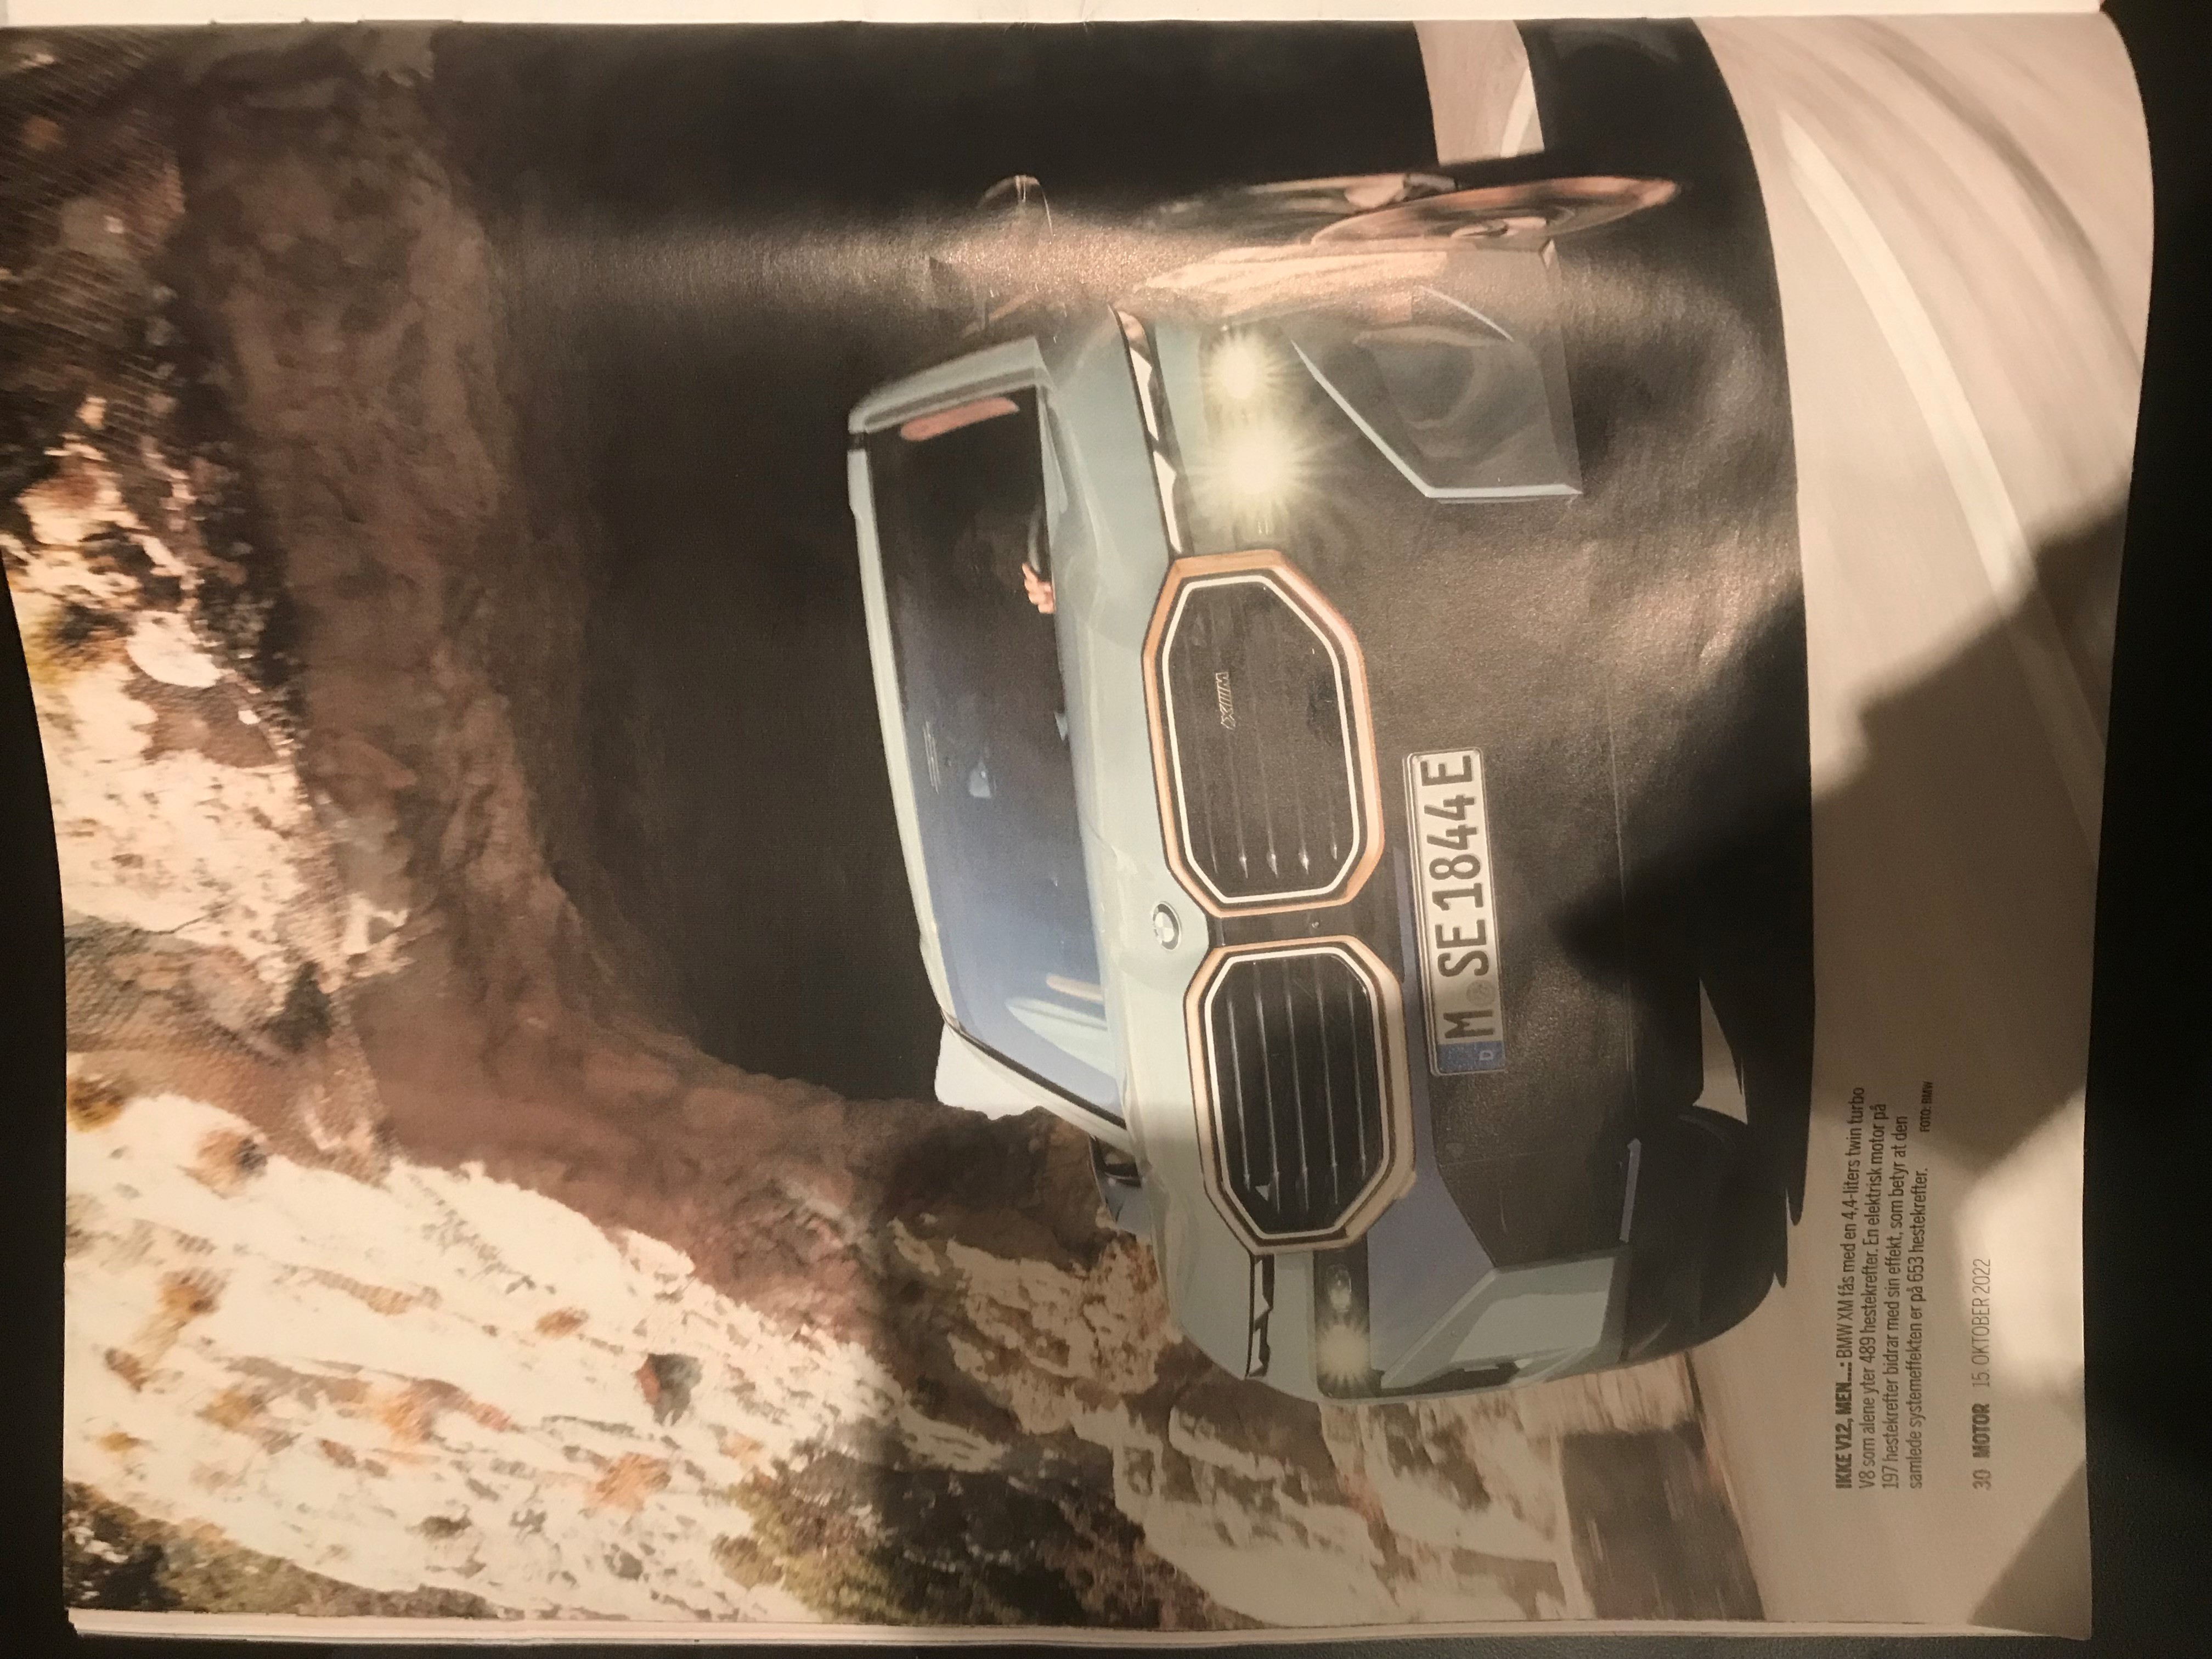 XM
D
M SE 1844 E
IKKE V12, MEN...: BMW XM fås med en 4,4-liters twin turbo
V8 som alene yter 489 hestekrefter. En elektrisk motor på
197 hestekrefter bidrar med sin effekt, som betyr at den
samlede systemeffekten er på 653 hestekrefter.
FOTO: BMW
30 MOTOR 15. OKTOBER 2022